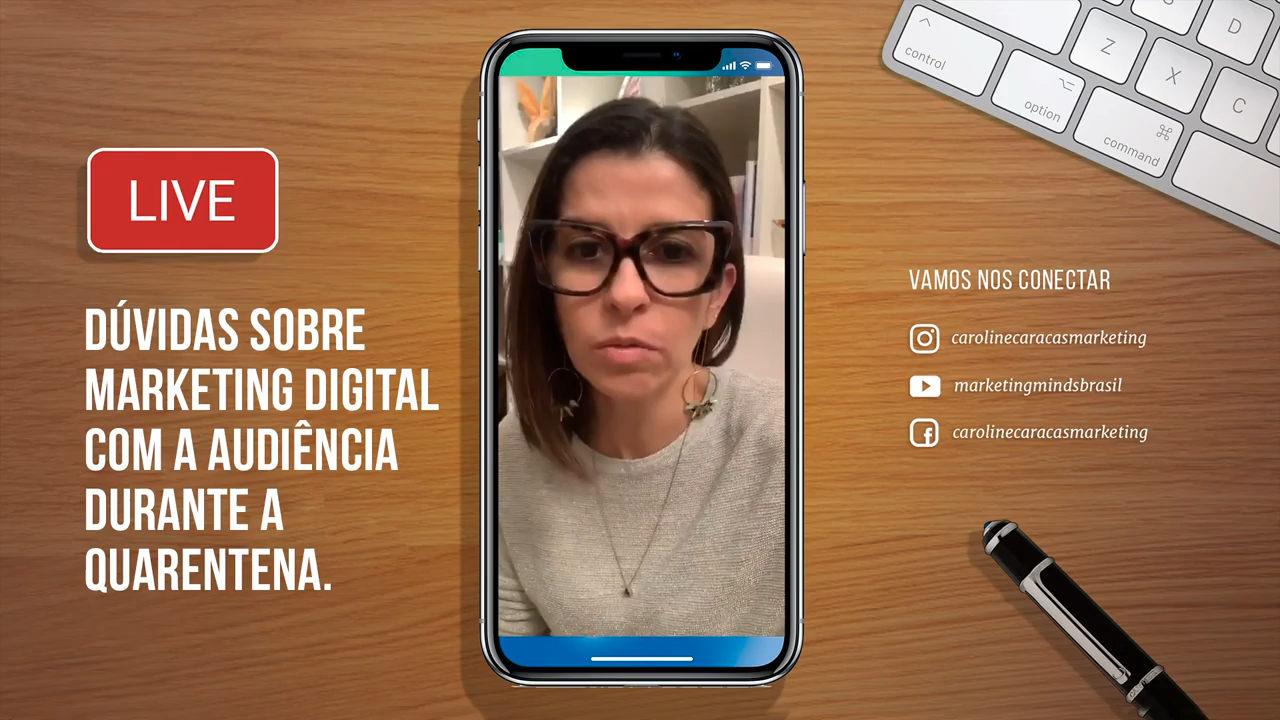 LIVE
DÚVIDAS SOBRE
MARKETING DIGITAL
COM A AUDIÊNCIA
DURANTE A
QUARENTENA.
VAMOS NOS CONECTAR
carolinecaracasmarketing
marketingmindsbrasil
carolinecaracasmarketing
S D
Z X C
control
option
command